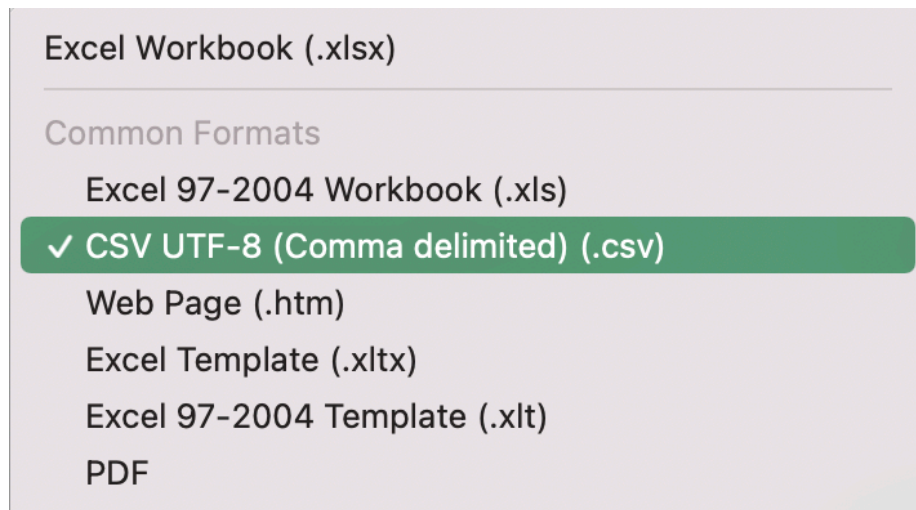 Excel Workbook (.xlsx)
Common Formats
Excel 97-2004 Workbook (.xls)
✓ CSV UTF-8 (Comma delimited) (.csv)
Web Page (.htm)
Excel Template (.xltx)
Excel 97-2004 Template (.xlt)
PDF